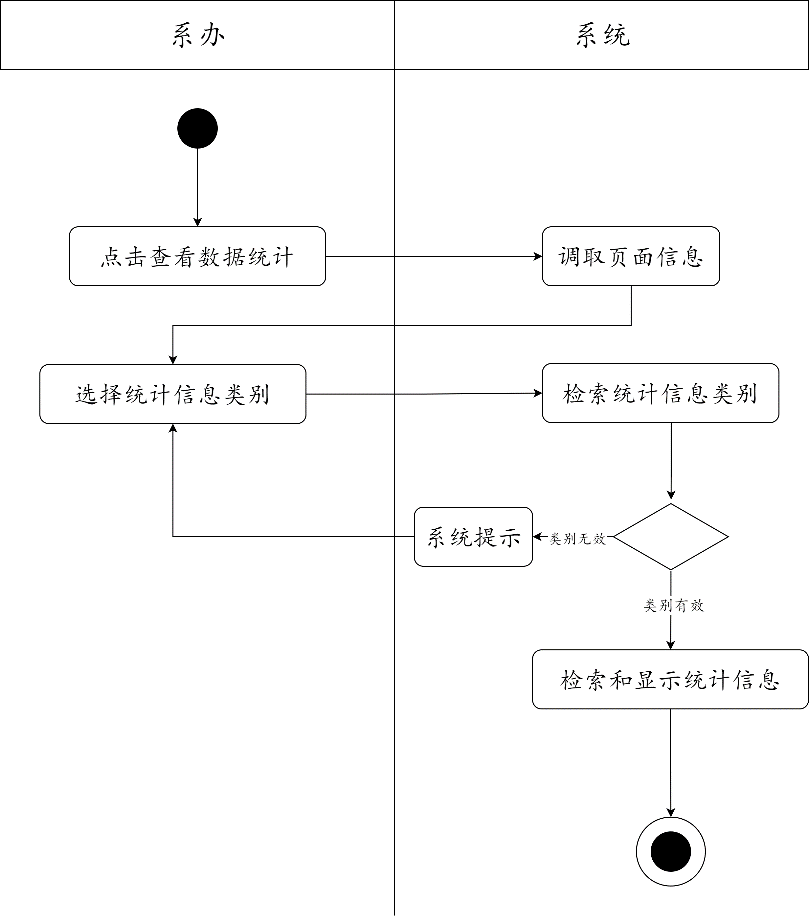 系办
系统
点击查看数据统计
调取页面信息
选择统计信息类别
检索统计信息类别
系统提示
类别无效
类别有效
检索和显示统计信息